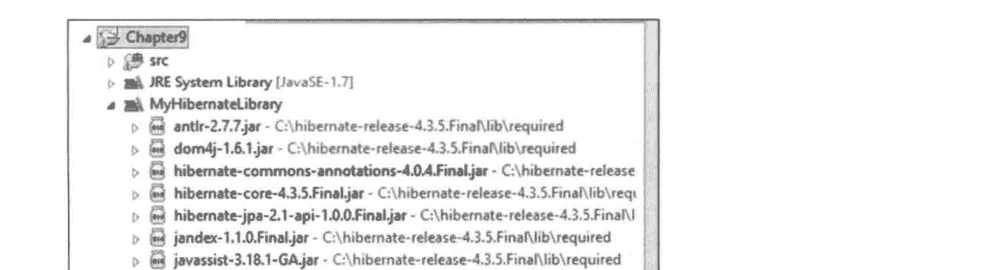 Chapter9
src
JRE System Library [JavaSE-1.7]
MyHibernateLibrary
antlr-2.7.7.jar - C:\hibernate-release-4.3.5.Final\lib\required
dom4j-1.6.1.jar - C:\hibernate-release-4.3.5.Final\lib\required
hibernate-commons-annotations-4.0.4.Final.jar - C:\hibernate-release
hibernate-core-4.3.5.Final.jar - C:\hibernate-release-4.3.5.Final\lib\requ
hibernate-jpa-2.1-api-1.0.0.Final.jar - C:\hibernate-release-4.3.5.Final\l
jandex-1.1.0.Final.jar - C:\hibernate-release-4.3.5.Final\lib\required
javassist-3.18.1-GA.jar - C:\hibernate-release-4.3.5.Final\lib\required